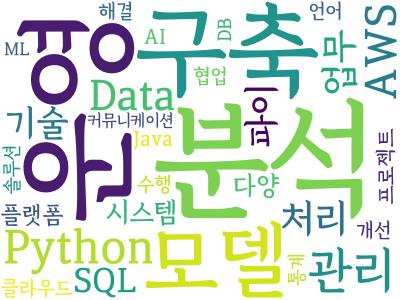 해결
AI
DB
언어
ML
운영
구축
협업
업무
AWS
Data
기술
커뮤니케이션
파이
Java
분석
솔루션
수행
다양
프로젝트
플랫폼
시스템
처리
개선
Python
모델
통계
관리
클라우드
SQL